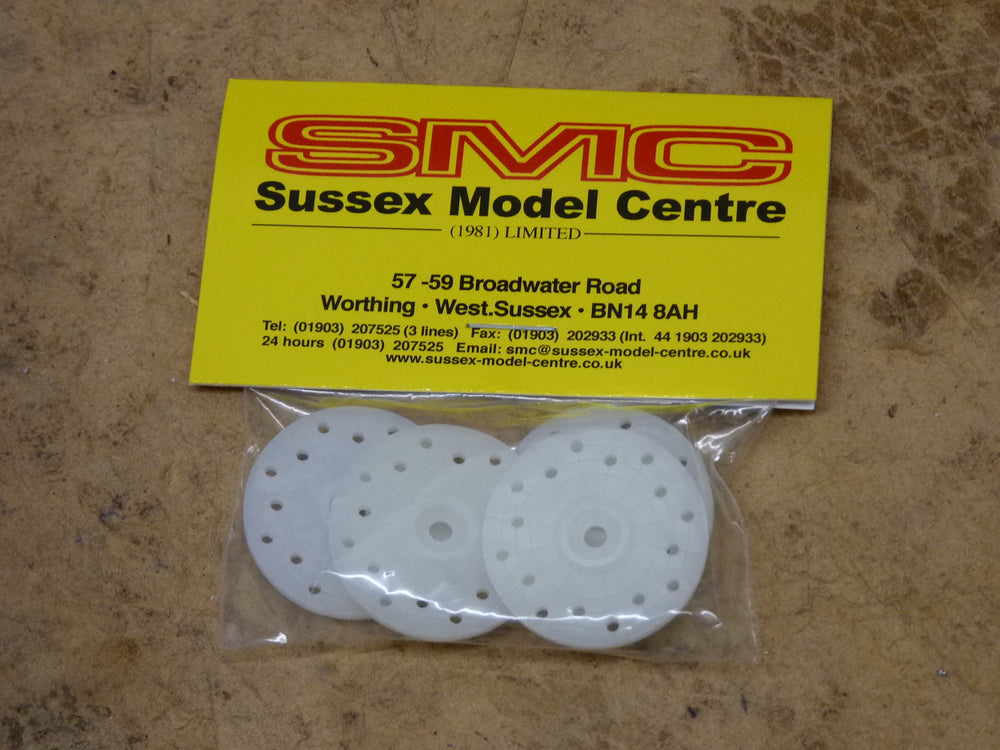 SMC
Sussex Model Centre
(1981) LIMITED
57 -59 Broadwater Road
Worthing · West.Sussex · BN14 8AH
Tel: (01903) 207525 (3 lines) Fax: (01903) 202933 (Int. 44 1903 202933)
24 hours (01903) 207525 Email: smc@sussex-model-centre.co.uk
www.sussex-model-centre.co.uk